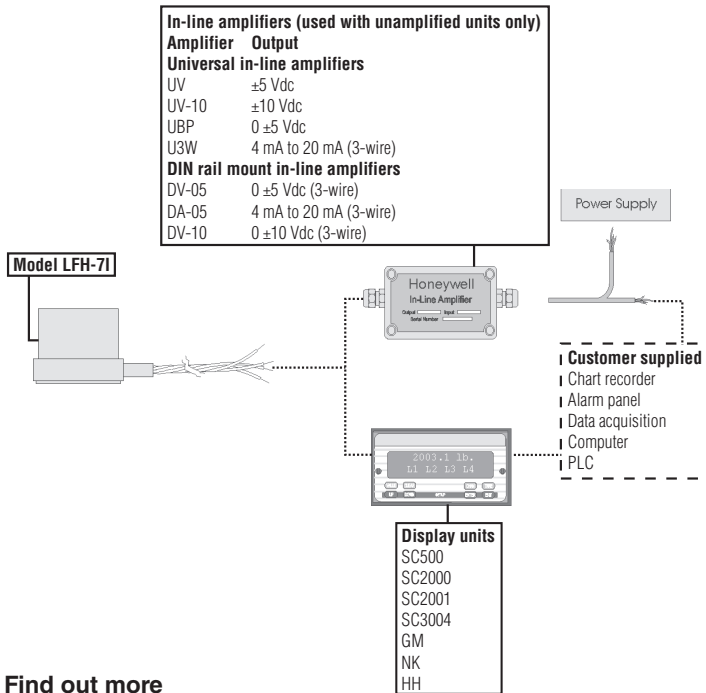 In-line amplifiers (used with unamplified units only)
Amplifier Output
Universal in-line amplifiers
UV ±5 Vdc
UV-10 ±10 Vdc
UBP 0 ±5 Vdc
U3W 4 mA to 20 mA (3-wire)
DIN rail mount in-line amplifiers
DV-05 0 ±5 Vdc (3-wire)
DA-05 4 mA to 20 mA (3-wire)
DV-10 0 ±10 Vdc (3-wire)
Power Supply
Model LFH-7I
Honeywell
In-Line Amplifier
Output Input
Serial Number
Customer supplied
Chart recorder
Alarm panel
Data acquisition
Computer
PLC
2003.1 lb.
L1 L2 L3 L4
Display units
SC500
SC2000
SC2001
SC3004
GM
NK
HH
Find out more